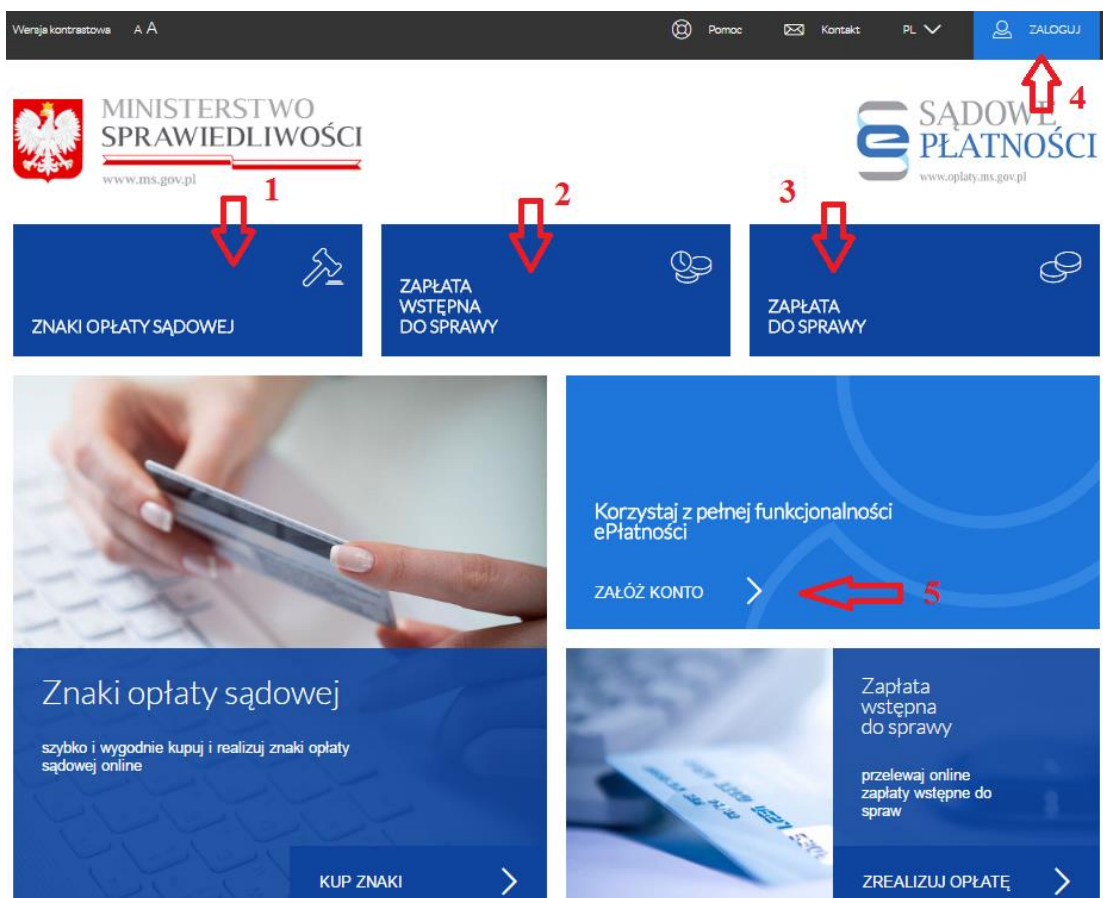 Wersja kontrastowa A A Pomoc Kontakt PL ZALOGUJ
4
MINISTERSTWO
SPRAWIEDLIWOŚCI
www.ms.gov.pl
SĄDOWE
PŁATNOŚCI
www.oplaty.ms.gov.pl
1
2
3
ZNAKI OPŁATY SĄDOWEJ
ZAPŁATA
WSTĘPNA
DO SPRAWY
ZAPŁATA
DO SPRAWY
Korzystaj z pełnej funkcjonalności
ePłatności
ZAŁÓŻ KONTO
5
Znaki opłaty sądowej
szybko i wygodnie kupuj i realizuj znaki opłaty
sądowej online
KUP ZNAKI
Zapłata
wstępna
do sprawy
przelewaj online
zapłaty wstępne do
spraw
ZREALIZUJ OPŁATĘ